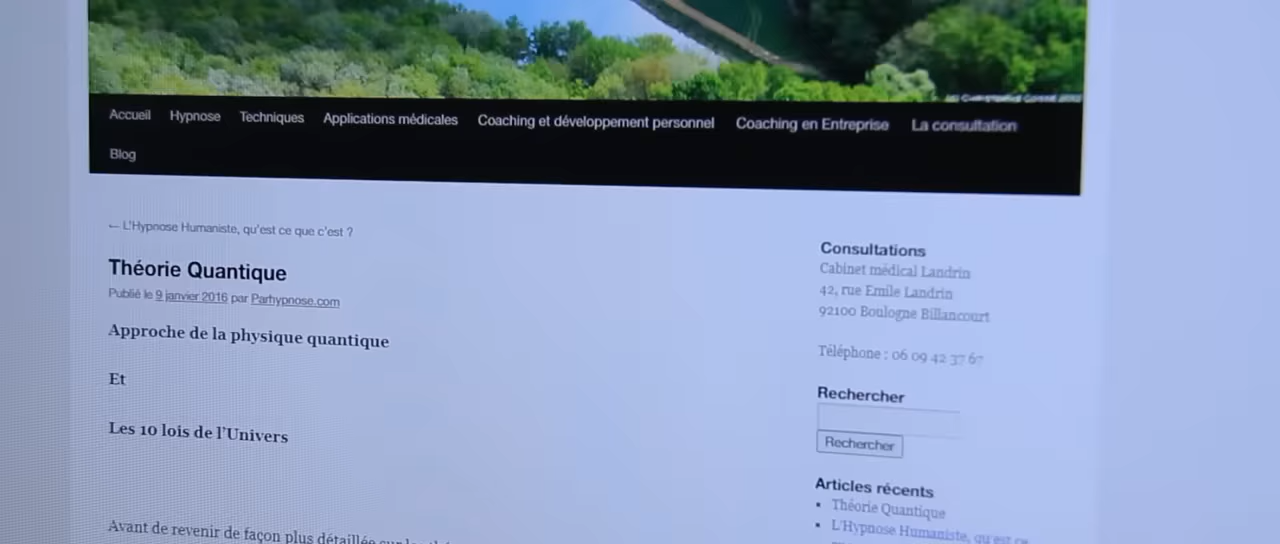 Accueil Hypnose Techniques Applications médicales Coaching et développement personnel Coaching en Entreprise La consultation
Blog
← L'Hypnose Humaniste, qu'est ce que c'est ?
Théorie Quantique
Publié le 9 janvier 2016 par Parhypnose.com
Approche de la physique quantique
Et
Les 10 lois de l'Univers
Avant de revenir de façon plus détaillée
Consultations
Cabinet médical Landrin
42, rue Emile Landrin
92100 Boulogne Billancourt
Téléphone : 06 09 42 37 67
Rechercher
Rechercher
Articles récents
▪ Théorie Quantique
▪ L'Hypnose Humaniste, qu'est ce